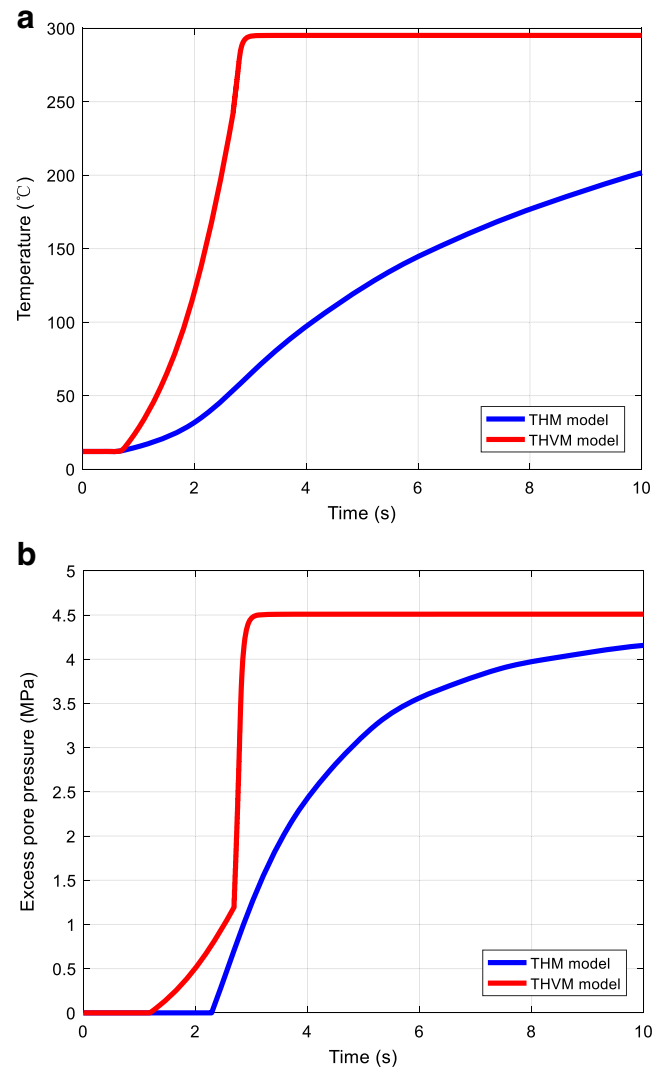 a
300
250
200
150
100
50
0
Temperature (℃)
THM model
THVM model
0 2 4 6 8 10
Time (s)
b
5
4.5
4
3.5
3
2.5
2
1.5
1
0.5
0
Excess pore pressure (MPa)
THM model
THVM model
0 2 4 6 8 10
Time (s)